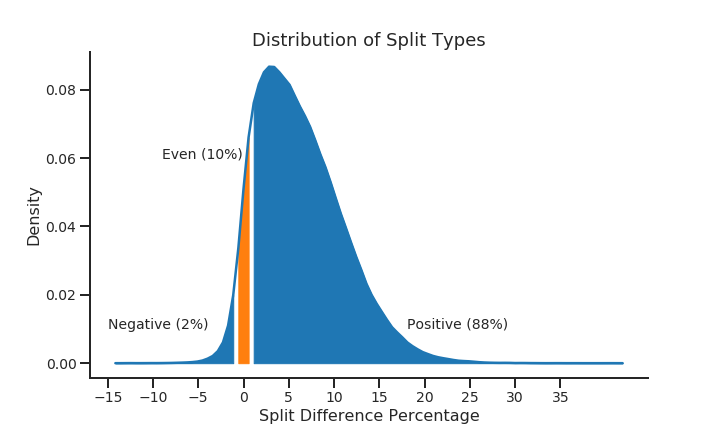 Distribution of Split Types
Density
0.08
0.06
0.04
0.02
0.00
Even (10%)
Negative (2%)
Positive (88%)
−15 −10 −5 0 5 10 15 20 25 30 35
Split Difference Percentage